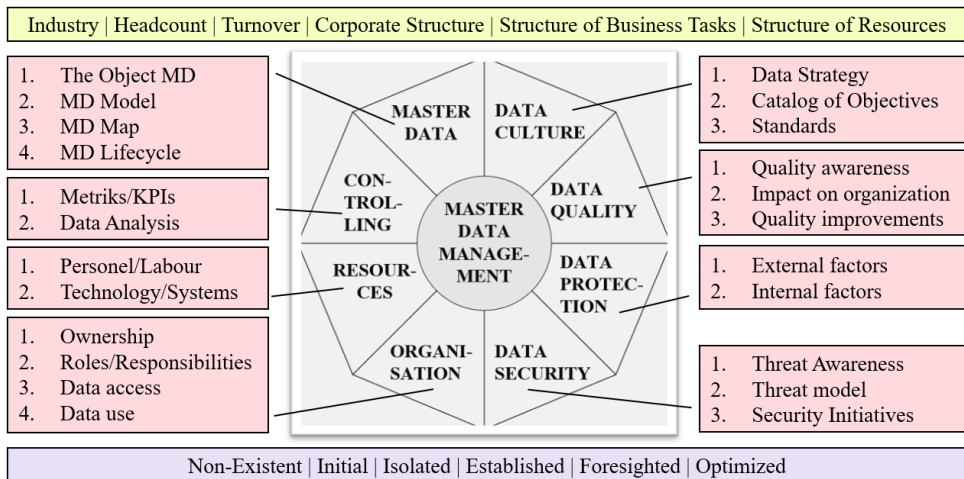 Industry | Headcount | Turnover | Corporate Structure | Structure of Business Tasks | Structure of Resources
1. The Object MD
2. MD Model
3. MD Map
4. MD Lifecycle
1. Metriks/KPIs
2. Data Analysis
1. Personel/Labour
2. Technology/Systems
1. Ownership
2. Roles/Responsibilities
3. Data access
4. Data use
MASTER
DATA
DATA
CULTURE
CON-
TROL-
LING
DATA
QUALITY
MASTER
DATA
MANAGE-
MENT
RESOUR-
CES
DATA
PROTEC-
TION
ORGANI-
SATION
DATA
SECURITY
1. Data Strategy
2. Catalog of Objectives
3. Standards
1. Quality awareness
2. Impact on organization
3. Quality improvements
1. External factors
2. Internal factors
1. Threat Awareness
2. Threat model
3. Security Initiatives
Non-Existent | Initial | Isolated | Established | Foresighted | Optimized